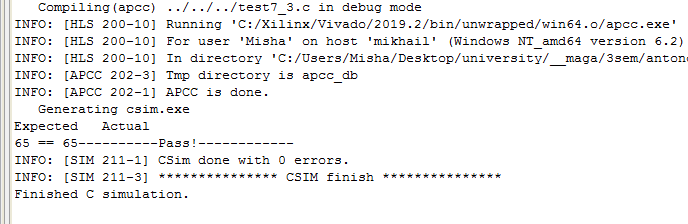 Compiling(apcc) ../../../test7_3.c in debug mode
INFO: [HLS 200-10] Running 'C:/Xilinx/Vivado/2019.2/bin/unwrapped/win64.o/apcc.exe'
INFO: [HLS 200-10] For user 'Misha' on host 'mikhail' (Windows NT_amd64 version 6.2)
INFO: [HLS 200-10] In directory 'C:/Users/Misha/Desktop/university/__maga/3sem/antono
INFO: [APCC 202-3] Tmp directory is apcc_db
INFO: [APCC 202-1] APCC is done.
Generating csim.exe
Expected Actual
65 == 65----------Pass!------------
INFO: [SIM 211-1] CSim done with 0 errors.
INFO: [SIM 211-3] *************** CSIM finish ***************
Finished C simulation.